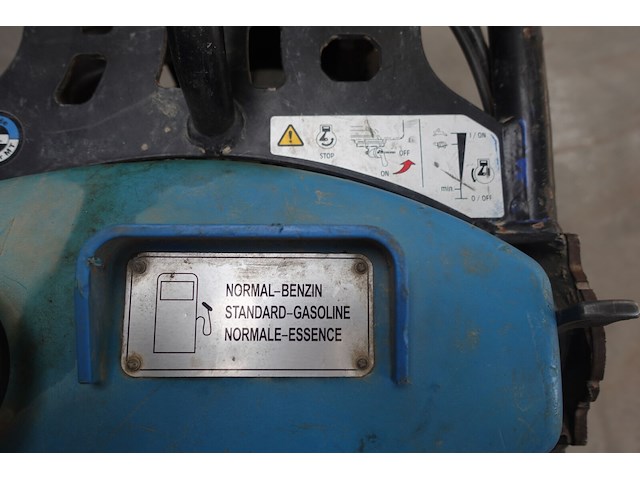 STOP
OFF
ON
I / ON
min.
0 / OFF
NORMAL-BENZIN
STANDARD-GASOLINE
NORMALE-ESSENCE